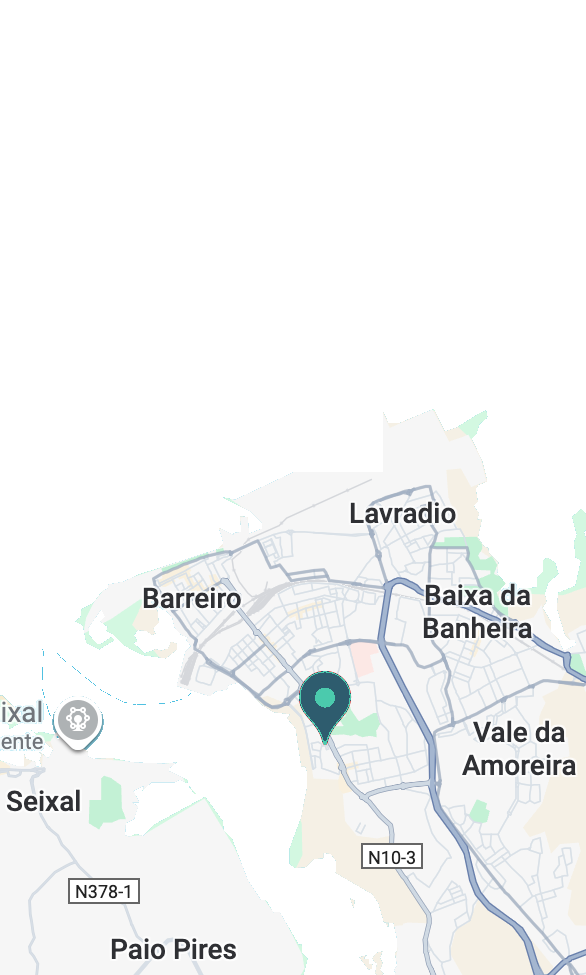 Lavradio
Barreiro
Baixa da
Banheira
ixal
ente
Vale da
Amoreira
Seixal
N10-3
N378-1
Paio Pires